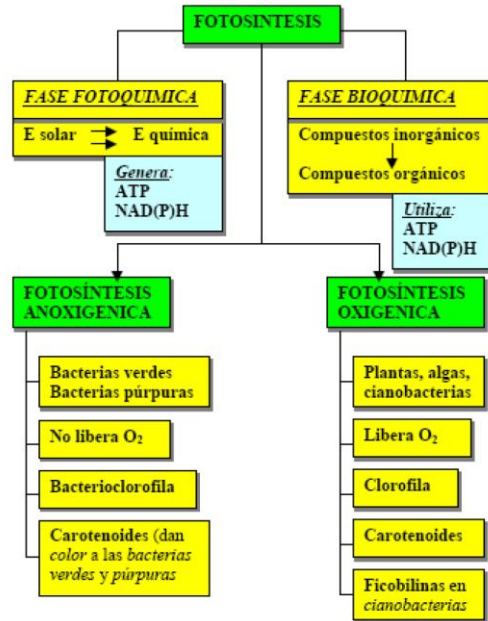 FOTOSINTESIS
FASE FOTOQUIMICA
E solar E química
Genera:
ATP
NAD(P)H
FASE BIOQUIMICA
Compuestos inorgánicos
Compuestos orgánicos
Utiliza:
ATP
NAD(P)H
FOTOSÍNTESIS
ANOXIGENICA
Bacterias verdes
Bacterias púrpuras
No libera O₂
Bacterioclorofila
Carotenoides (dan
color a las bacterias
verdes y púrpuras
FOTOSÍNTESIS
OXIGENICA
Plantas, algas,
cianobacterias
Libera O₂
Clorofila
Carotenoides
Ficobilinas en
cianobacterias